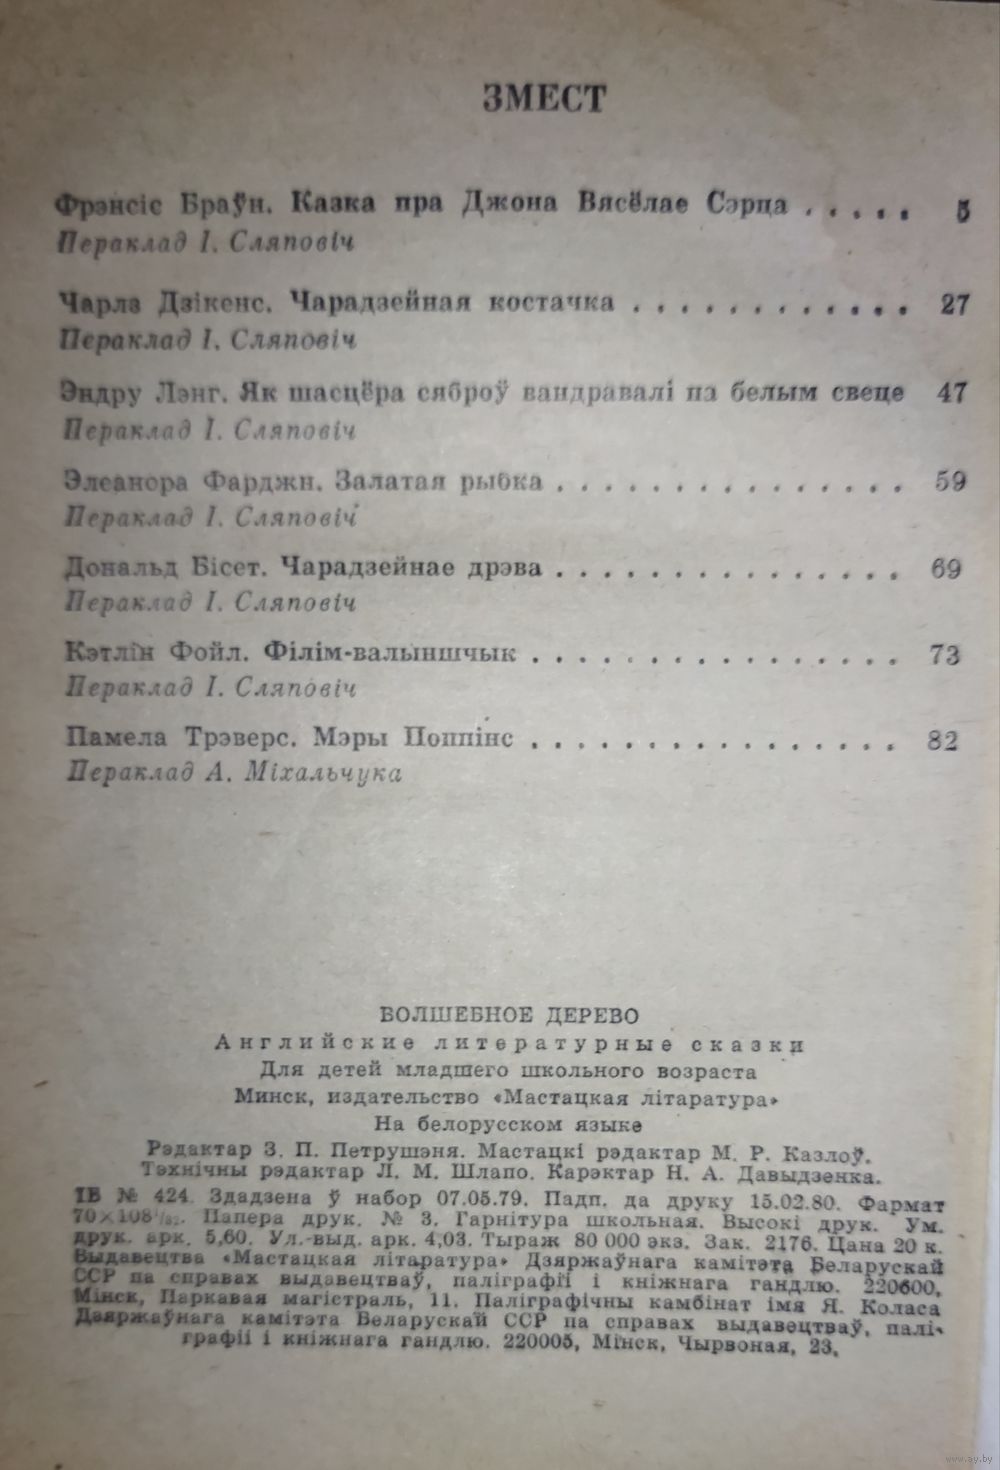 ЗМЕСТ
Фрэнсіс Браўн. Казка пра Джона Вясёлае Сэрца . . . . . 5
Пераклад І. Сляповіч
Чарлз Дзікенс. Чарадзейная костачка . . . . . . . . . . . . 27
Пераклад І. Сляповіч
Эндру Лэнг. Як шасцёра сяброў вандравалі па белым свеце 47
Пераклад І. Сляповіч
Элеанора Фарджн. Залатая рыбка . . . . . . . . . . . . . . . 59
Пераклад І. Сляповіч
Дональд Бісет. Чарадзейнае дрэва . . . . . . . . . . . . . . . 69
Пераклад І. Сляповіч
Кэтлін Фойл. Філім-валыншчык . . . . . . . . . . . . . . . . 73
Пераклад І. Сляповіч
Памела Трэверс. Мэры Поппінс . . . . . . . . . . . . . . . . 82
Пераклад А. Міхальчука
ВОЛШЕБНОЕ ДЕРЕВО
Английские литературные сказки
Для детей младшего школьного возраста
Минск, издательство «Мастацкая літаратура»
На белорусском языке
Рэдактар З. П. Петрушэня. Мастацкі рэдактар М. Р. Казлоў.
Тэхнічны рэдактар Л. М. Шлапо. Карэктар Н. А. Давыдзенка.
ІБ № 424. Здадзена ў набор 07.05.79. Падп. да друку 15.02.80. Фармат
70×108¹/₃₂. Папера друк. № 3. Гарнітура школьная. Высокі друк. Ум.
друк. арк. 5,60. Ул.-выд. арк. 4,03. Тыраж 80 000 экз. Зак. 2176. Цана 20 к.
Выдавецтва «Мастацкая літаратура» Дзяржаўнага камітэта Беларускай
ССР па справах выдавецтваў, паліграфіі і кніжнага гандлю. 220600,
Мінск, Паркавая магістраль, 11. Паліграфічны камбінат імя Я. Коласа
Дзяржаўнага камітэта Беларускай ССР па справах выдавецтваў, палі-
графіі і кніжнага гандлю. 220005, Мінск, Чырвоная, 23.
www.ay.by